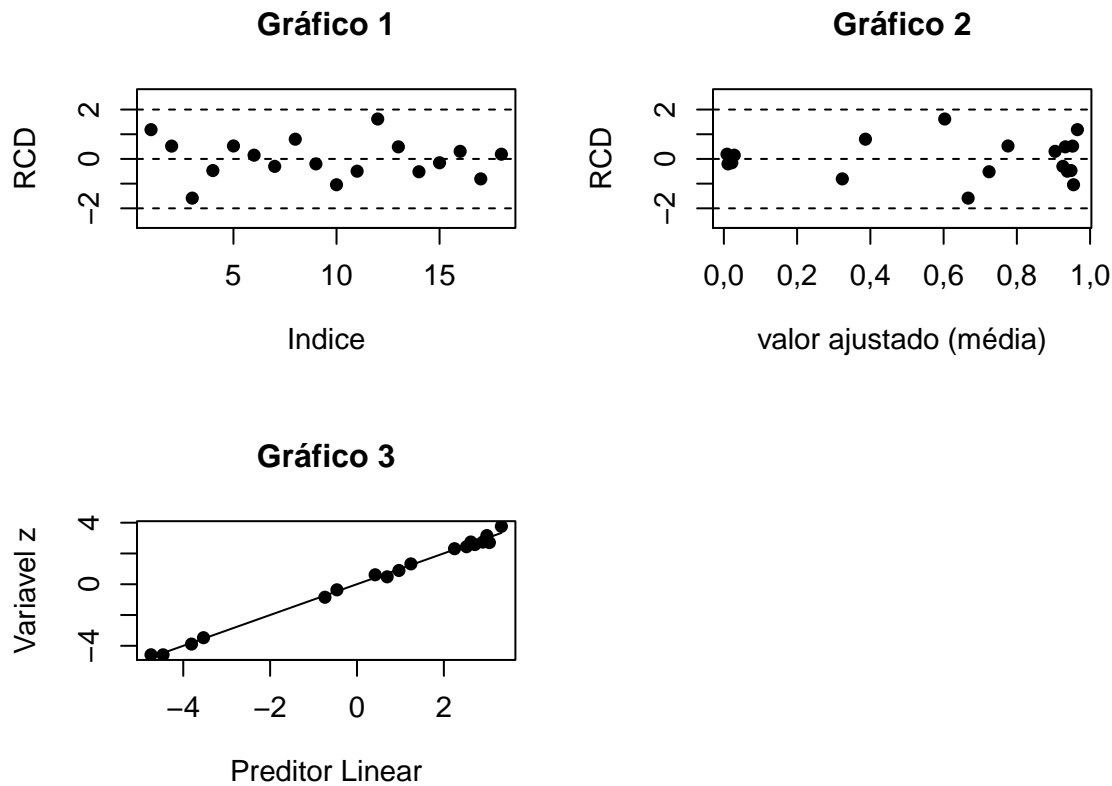 Gráfico 1
RCD
2
0
−2
5
10
15
Indice
Gráfico 2
RCD
2
0
−2
0,0
0,2
0,4
0,6
0,8
1,0
valor ajustado (média)
Gráfico 3
Variavel z
4
0
−4
−4
−2
0
2
Preditor Linear